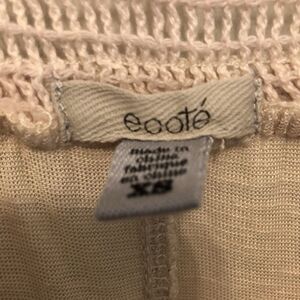 ecoté
made in
china
fabriqué
en chine
XS